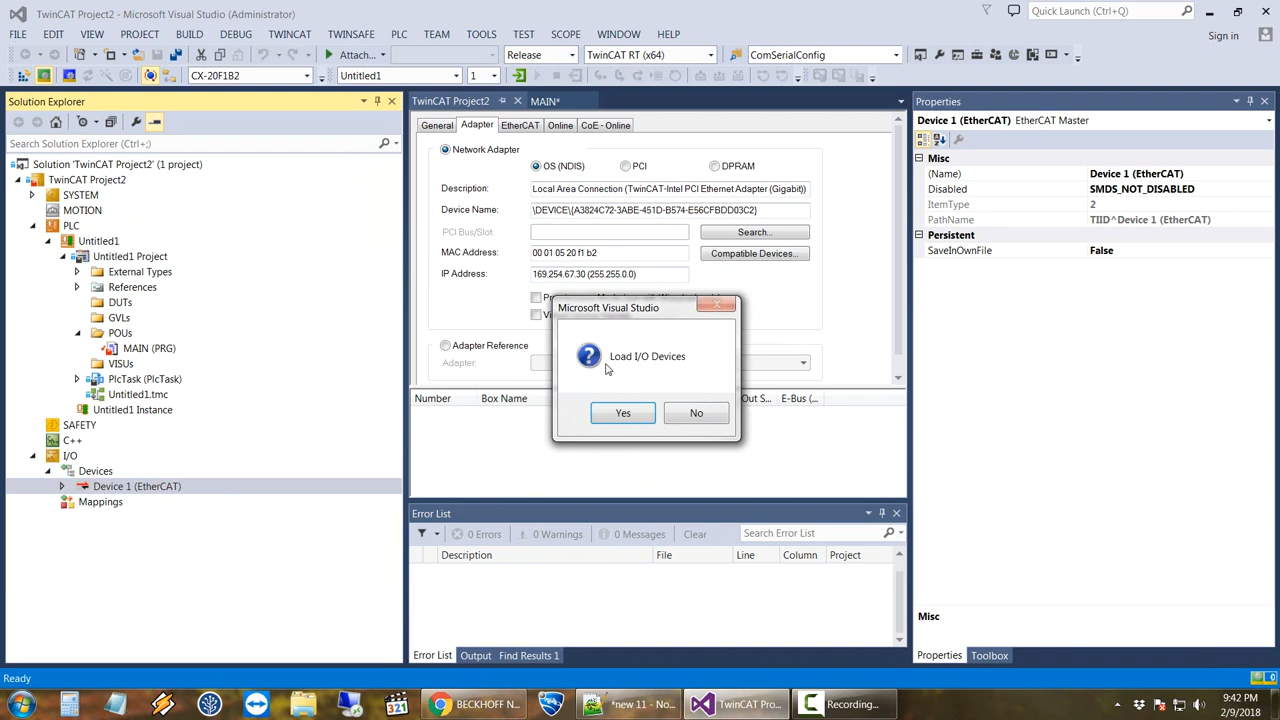 TwinCAT Project2 - Microsoft Visual Studio (Administrator)
Quick Launch (Ctrl+Q)
FILE EDIT VIEW PROJECT BUILD DEBUG TWINCAT TWINSAFE PLC TEAM TOOLS TEST SCOPE WINDOW HELP
Sign in
Attach... Release TwinCAT RT (x64) ComSerialConfig
CX-20F1B2 Untitled1 1
Solution Explorer
Search Solution Explorer (Ctrl+;)
Solution 'TwinCAT Project2' (1 project)
TwinCAT Project2
SYSTEM
MOTION
PLC
Untitled1
Untitled1 Project
External Types
References
DUTs
GVLs
POUs
MAIN (PRG)
VISUs
PlcTask (PlcTask)
Untitled1.tmc
Untitled1 Instance
SAFETY
C++
I/O
Devices
Device 1 (EtherCAT)
Mappings
TwinCAT Project2 MAIN*
General Adapter EtherCAT Online CoE - Online
Network Adapter
OS (NDIS) PCI DPRAM
Description: Local Area Connection (TwinCAT-Intel PCI Ethernet Adapter (Gigabit))
Device Name: \DEVICE\{A3824C72-3ABE-451D-B574-E56CFBDD03C2}
PCI Bus/Slot: Search...
MAC Address: 00 01 05 20 f1 b2 Compatible Devices...
IP Address: 169.254.67.30 (255.255.0.0)
Adapter Reference
Adapter:
Microsoft Visual Studio
Load I/O Devices
Yes No
Number Box Name Out S... E-Bus (...
Error List
0 Errors 0 Warnings 0 Messages Clear Search Error List
Description File Line Column Project
Error List Output Find Results 1
Properties
Device 1 (EtherCAT) EtherCAT Master
Misc
(Name) Device 1 (EtherCAT)
Disabled SMDS_NOT_DISABLED
ItemType 2
PathName TIID^Device 1 (EtherCAT)
Persistent
SaveInOwnFile False
Misc
Properties Toolbox
Ready
0
321
BECKHOFF N...
*new 11 - No...
TwinCAT Pro...
Recording...
9:42 PM
2/9/2018